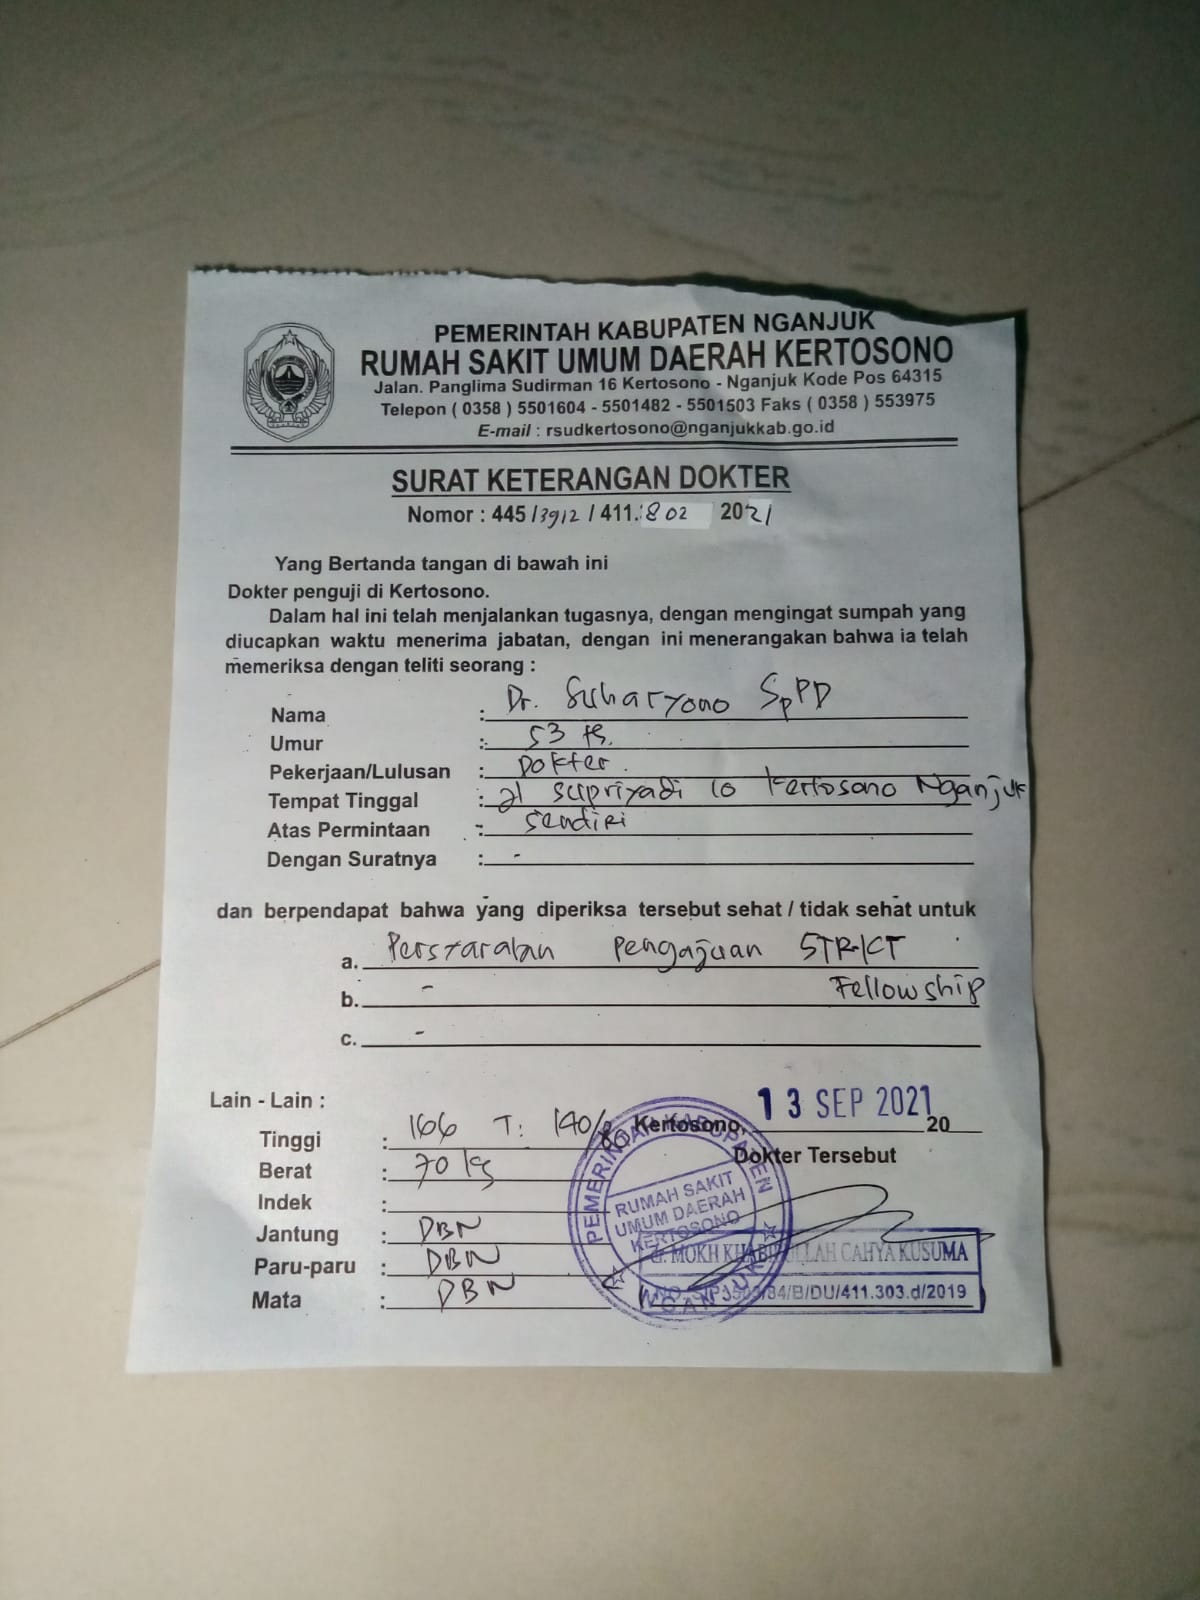 PEMERINTAH KABUPATEN NGANJUK
RUMAH SAKIT UMUM DAERAH KERTOSONO
Jalan. Panglima Sudirman 16 Kertosono - Nganjuk Kode Pos 64315
Telepon ( 0358 ) 5501604 - 5501482 - 5501503 Faks ( 0358 ) 553975
E-mail : rsudkertosono@nganjukkab.go.id
SURAT KETERANGAN DOKTER
Nomor : 445 / 3912 / 411. 802 2021
Yang Bertanda tangan di bawah ini
Dokter penguji di Kertosono.
Dalam hal ini telah menjalankan tugasnya, dengan mengingat sumpah yang
diucapkan waktu menerima jabatan, dengan ini menerangakan bahwa ia telah
memeriksa dengan teliti seorang :
Nama : Dr. Suharyono SpPD
Umur : 53 th.
Pekerjaan/Lulusan : Dokter.
Tempat Tinggal : Jl Supriyadi 10 Kertosono Nganjuk
Atas Permintaan : Sendiri
Dengan Suratnya : -
dan berpendapat bahwa yang diperiksa tersebut sehat / tidak sehat untuk
a. Persyaratan Pengajuan STR/CT
b. - Fellowship
c. -
Lain - Lain :
13 SEP 2021
Kertosono, 20
Tinggi : 166 T: 140/80
Dokter Tersebut
Berat : 70 kg
Indek :
Jantung : DBN
Paru-paru : DBN
Mata : DBN
PEMERINTAH KABUPATEN
RUMAH SAKIT
UMUM DAERAH
KERTOSONO
NGANJUK
dr. MOKH KHABIBULLAH CAHYA KUSUMA
/84/B/DU/411.303.d/2019